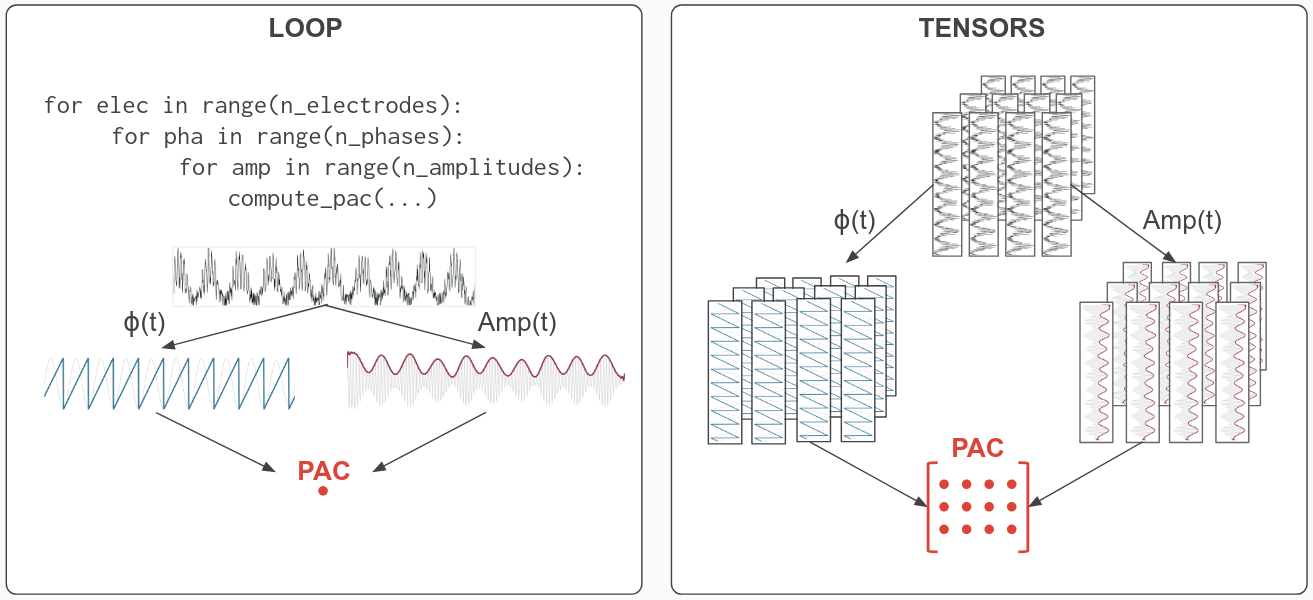 LOOP
for elec in range(n_electrodes):
for pha in range(n_phases):
for amp in range(n_amplitudes):
compute_pac(...)
ϕ(t)
Amp(t)
PAC
TENSORS
ϕ(t)
Amp(t)
PAC